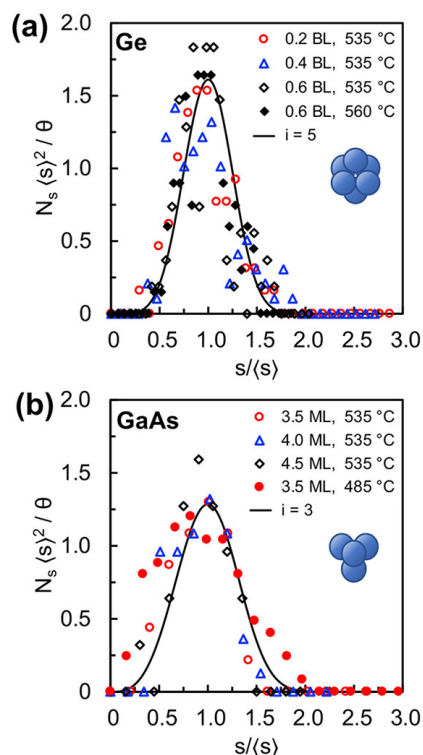 (a)
Ge
0.2 BL, 535 °C
0.4 BL, 535 °C
0.6 BL, 535 °C
0.6 BL, 560 °C
i = 5
2.0
1.5
1.0
0.5
0
Nₛ ⟨s⟩² / θ
0 0.5 1.0 1.5 2.0 2.5 3.0
s/⟨s⟩
(b)
GaAs
3.5 ML, 535 °C
4.0 ML, 535 °C
4.5 ML, 535 °C
3.5 ML, 485 °C
i = 3
2.0
1.5
1.0
0.5
0
Nₛ ⟨s⟩² / θ
0 0.5 1.0 1.5 2.0 2.5 3.0
s/⟨s⟩